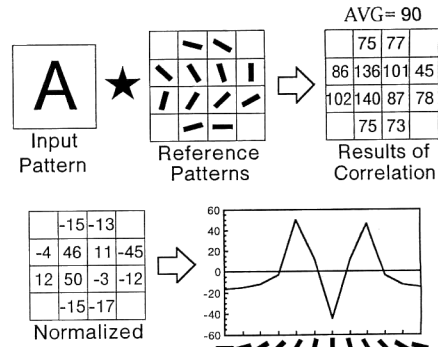 AVG= 90
A
75 77
86 136 101 45
102 140 87 78
75 73
Input
Pattern
Reference
Patterns
Results of
Correlation
-15 -13
-4 46 11 -45
12 50 -3 -12
-15 -17
Normalized
60
40
20
0
-20
-40
-60